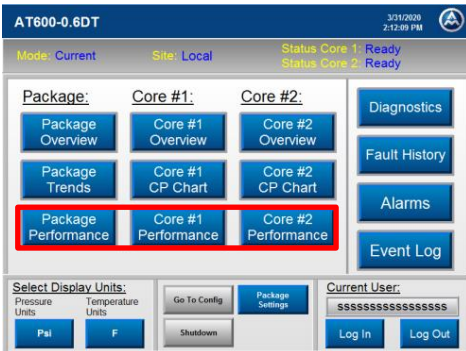 AT600-0.6DT
3/31/2020
2:12:09 PM
Mode: Current
Site: Local
Status Core 1: Ready
Status Core 2: Ready
Package:
Core #1:
Core #2:
Package
Overview
Core #1
Overview
Core #2
Overview
Package
Trends
Core #1
CP Chart
Core #2
CP Chart
Package
Performance
Core #1
Performance
Core #2
Performance
Diagnostics
Fault History
Alarms
Event Log
Select Display Units:
Pressure
Units
Temperature
Units
Psi
F
Go To Config
Package
Settings
Shutdown
Current User:
sssssssssssssssss
Log In
Log Out